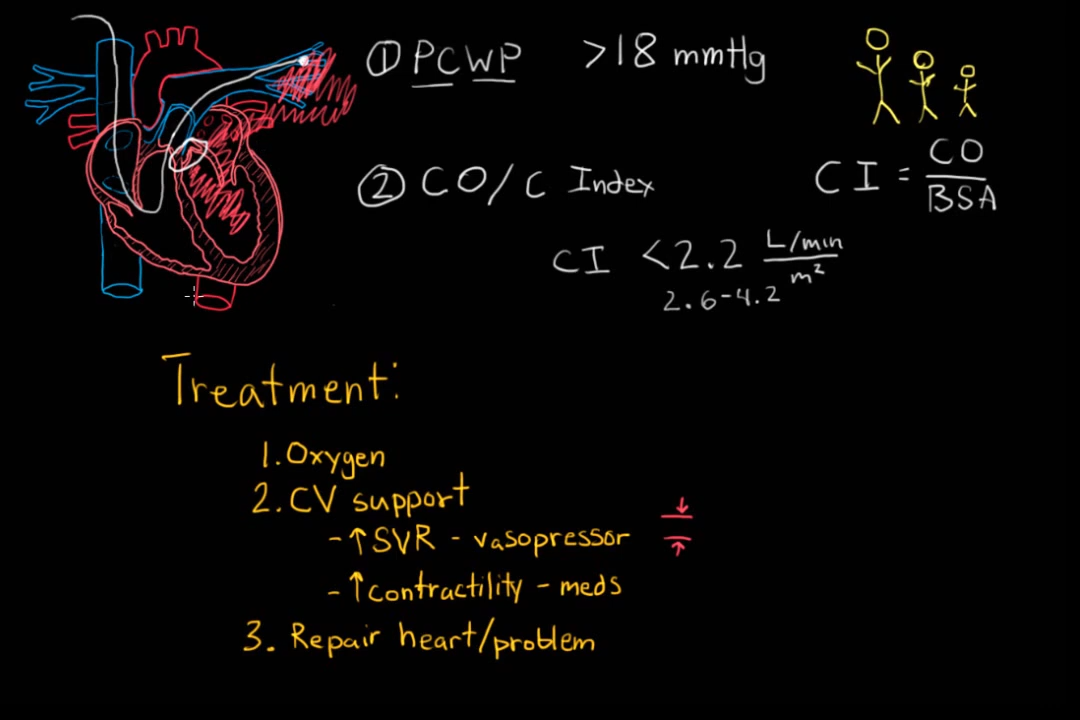 ① PCWP >18 mmHg
② CO/C Index
CI = CO/BSA
CI <2.2 L/min/m²
2.6-4.2
Treatment:
1. Oxygen
2. CV support
- ↑SVR - vasopressor
- ↑contractility - meds
3. Repair heart/problem